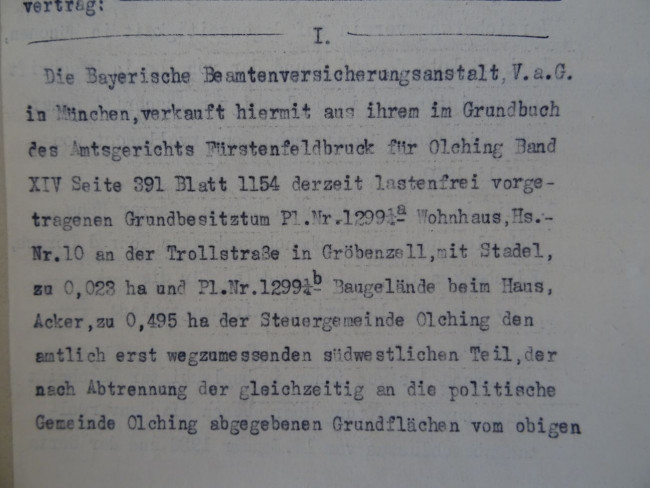 vertrag:
I.
Die Bayerische Beamtenversicherungsanstalt, V.a.G.
in München, verkauft hiermit aus ihrem im Grundbuch
des Amtsgerichts Fürstenfeldbruck für Olching Band
XIV Seite 391 Blatt 1154 derzeit lastenfrei vorge-
tragenen Grundbesitztum Pl.Nr.1299¼a Wohnhaus, Hs.-
Nr.10 an der Trollstraße in Gröbenzell, mit Stadel,
zu 0,023 ha und Pl.Nr.1299¼b Baugelände beim Haus,
Acker, zu 0,495 ha der Steuergemeinde Olching den
amtlich erst wegzumessenden südwestlichen Teil, der
nach Abtrennung der gleichzeitig an die politische
Gemeinde Olching abgegebenen Grundflächen vom obigen